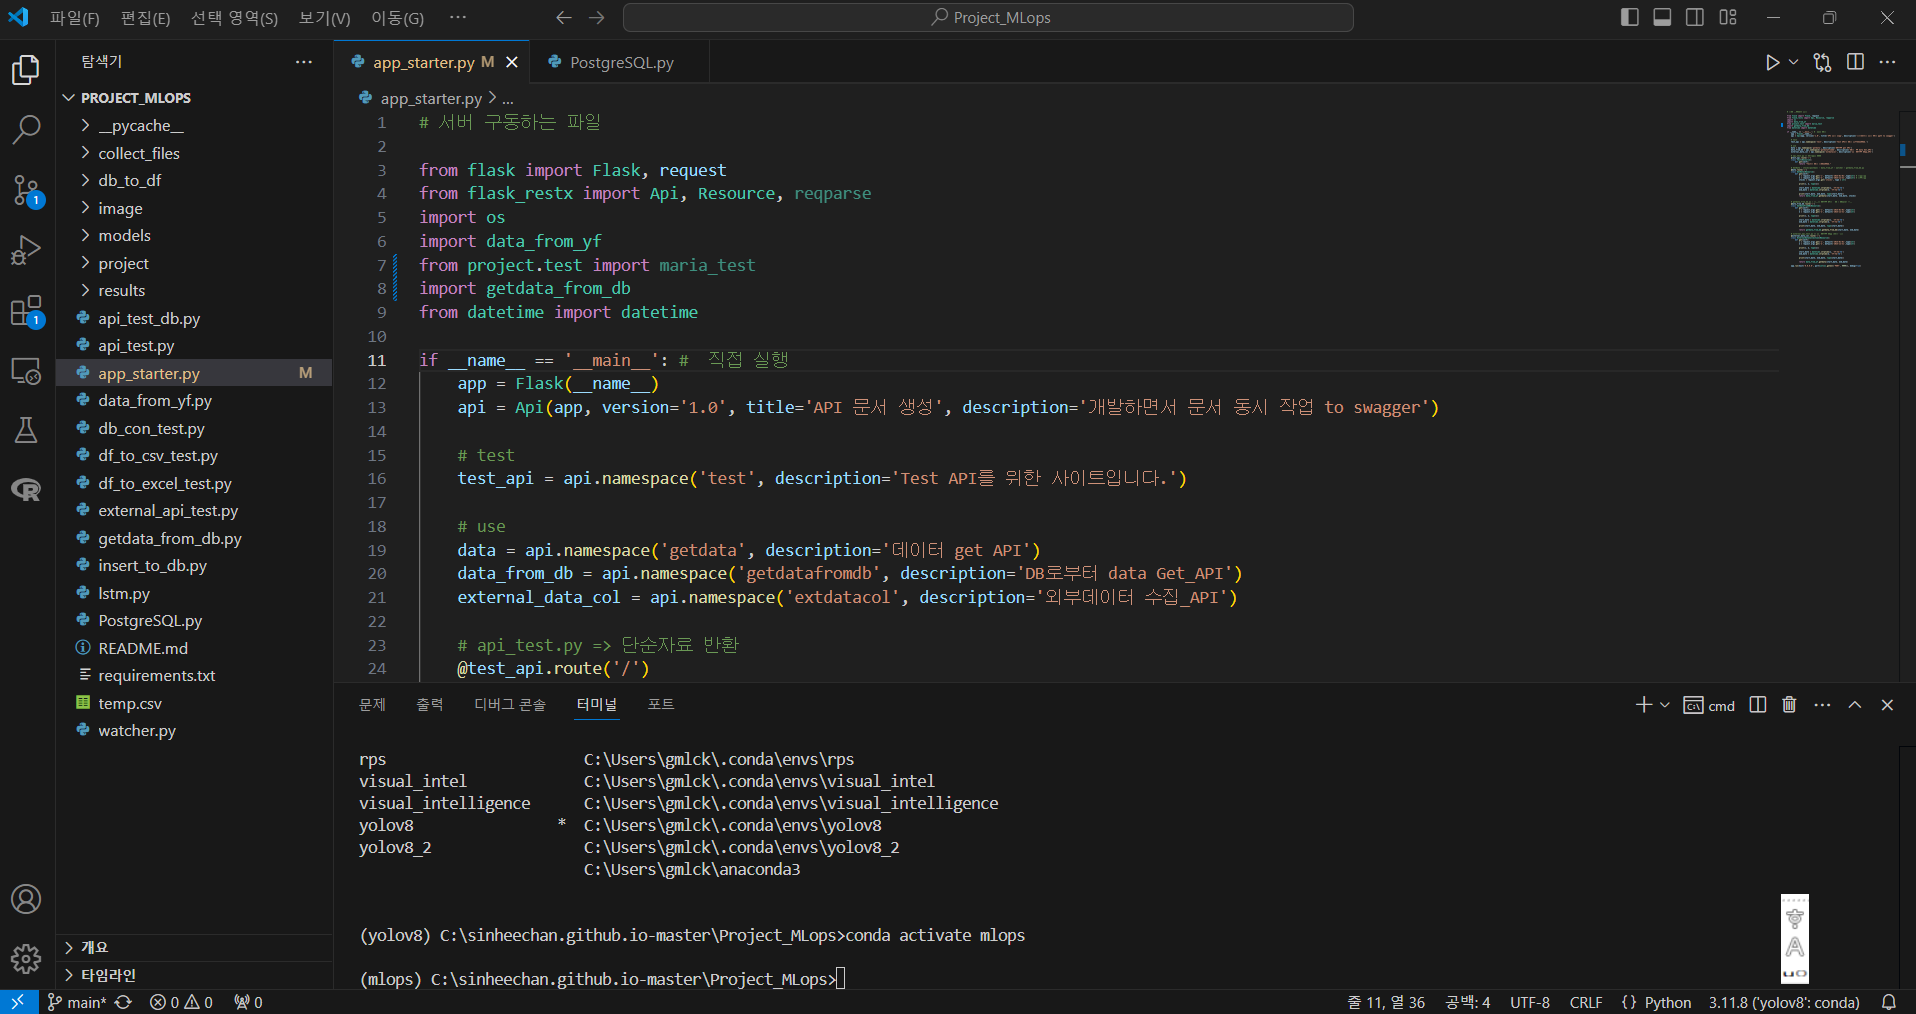 파일(F) 편집(E) 선택 영역(S) 보기(V) 이동(G) ··· Project_MLops
탐색기
PROJECT_MLOPS
__pycache__
collect_files
db_to_df
image
models
project
results
api_test_db.py
api_test.py
app_starter.py M
data_from_yf.py
db_con_test.py
df_to_csv_test.py
df_to_excel_test.py
external_api_test.py
getdata_from_db.py
insert_to_db.py
lstm.py
PostgreSQL.py
README.md
requirements.txt
temp.csv
watcher.py
개요
타임라인
1
1
app_starter.py M
PostgreSQL.py
app_starter.py > ...
1 # 서버 구동하는 파일
2
3 from flask import Flask, request
4 from flask_restx import Api, Resource, reqparse
5 import os
6 import data_from_yf
7 from project.test import maria_test
8 import getdata_from_db
9 from datetime import datetime
10
11 if __name__ == '__main__': #  직접 실행
12 app = Flask(__name__)
13 api = Api(app, version='1.0', title='API 문서 생성', description='개발하면서 문서 동시 작업 to swagger')
14
15 # test
16 test_api = api.namespace('test', description='Test API를 위한 사이트입니다.')
17
18 # use
19 data = api.namespace('getdata', description='데이터 get API')
20 data_from_db = api.namespace('getdatafromdb', description='DB로부터 data Get_API')
21 external_data_col = api.namespace('extdatacol', description='외부데이터 수집_API')
22
23 # api_test.py => 단순자료 반환
24 @test_api.route('/')
문제 출력 디버그 콘솔 터미널 포트
cmd
rps C:\Users\gmlck\.conda\envs\rps
visual_intel C:\Users\gmlck\.conda\envs\visual_intel
visual_intelligence C:\Users\gmlck\.conda\envs\visual_intelligence
yolov8 * C:\Users\gmlck\.conda\envs\yolov8
yolov8_2 C:\Users\gmlck\.conda\envs\yolov8_2
C:\Users\gmlck\anaconda3
(yolov8) C:\sinheechan.github.io-master\Project_MLops>conda activate mlops
(mlops) C:\sinheechan.github.io-master\Project_MLops>
main* 0 0 0 줄 11, 열 36 공백: 4 UTF-8 CRLF {} Python 3.11.8 ('yolov8': conda)